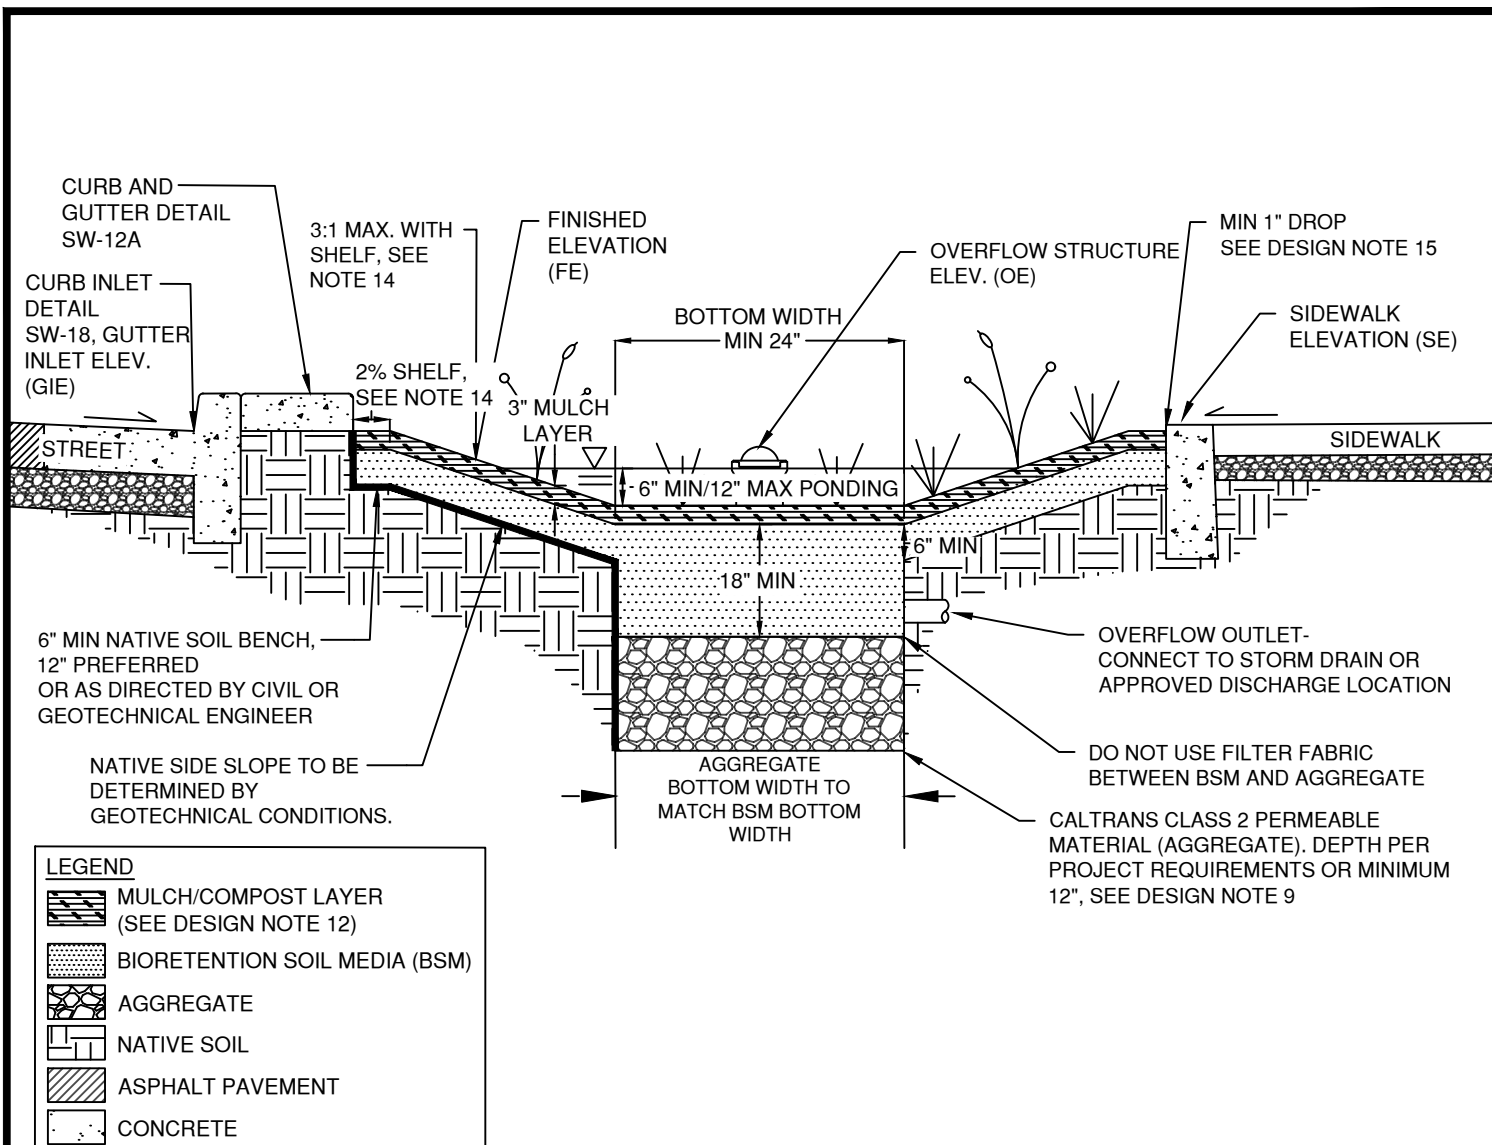 CURB AND
GUTTER DETAIL
SW-12A
3:1 MAX. WITH
SHELF, SEE
NOTE 14
FINISHED
ELEVATION
(FE)
OVERFLOW STRUCTURE
ELEV. (OE)
MIN 1" DROP
SEE DESIGN NOTE 15
CURB INLET
DETAIL
SW-18, GUTTER
INLET ELEV.
(GIE)
BOTTOM WIDTH
MIN 24"
SIDEWALK
ELEVATION (SE)
2% SHELF,
SEE NOTE 14
3" MULCH
LAYER
STREET
SIDEWALK
6" MIN/12" MAX PONDING
6" MIN
18" MIN
6" MIN NATIVE SOIL BENCH,
12" PREFERRED
OR AS DIRECTED BY CIVIL OR
GEOTECHNICAL ENGINEER
OVERFLOW OUTLET-
CONNECT TO STORM DRAIN OR
APPROVED DISCHARGE LOCATION
NATIVE SIDE SLOPE TO BE
DETERMINED BY
GEOTECHNICAL CONDITIONS.
AGGREGATE
BOTTOM WIDTH TO
MATCH BSM BOTTOM
WIDTH
DO NOT USE FILTER FABRIC
BETWEEN BSM AND AGGREGATE
CALTRANS CLASS 2 PERMEABLE
MATERIAL (AGGREGATE). DEPTH PER
PROJECT REQUIREMENTS OR MINIMUM
12", SEE DESIGN NOTE 9
LEGEND
MULCH/COMPOST LAYER
(SEE DESIGN NOTE 12)
BIORETENTION SOIL MEDIA (BSM)
AGGREGATE
NATIVE SOIL
ASPHALT PAVEMENT
CONCRETE